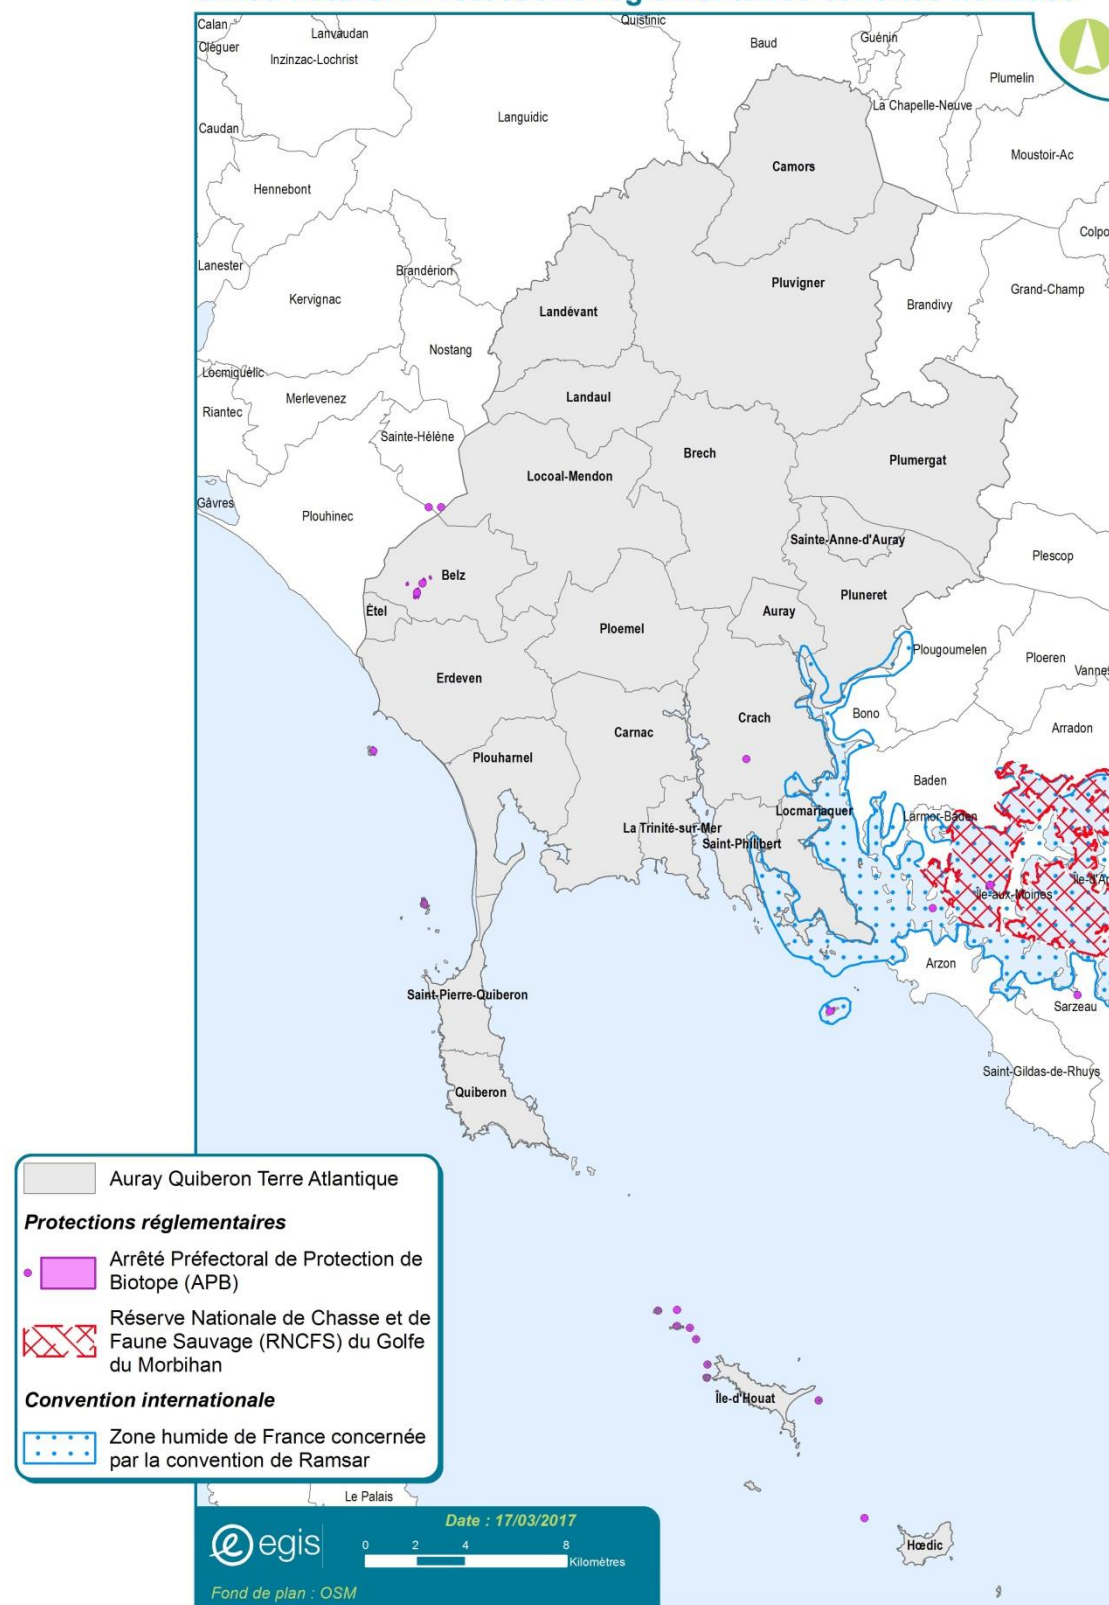 Quistinic
Calan
Lanvaudan
Guénin
Cléguer
Baud
Inzinzac-Lochrist
Plumelin
La Chapelle-Neuve
Languidic
Caudan
Moustoir-Ac
Camors
Hennebont
Colpo
Lanester
Brandérion
Pluvigner
Grand-Champ
Kervignac
Brandivy
Landévant
Nostang
Locmiquélic
Merlevenez
Landaul
Riantec
Sainte-Hélène
Brech
Plumergat
Locoal-Mendon
Gâvres
Plouhinec
Sainte-Anne-d'Auray
Plescop
Belz
Pluneret
Étel
Auray
Ploemel
Plougoumelen
Ploeren
Vannes
Erdeven
Bono
Crach
Arradon
Carnac
Plouharnel
Baden
Locmariaquer
Larmor-Baden
La Trinité-sur-Mer
Saint-Philibert
Île-aux-Moines
Arzon
Saint-Pierre-Quiberon
Sarzeau
Saint-Gildas-de-Rhuys
Quiberon
Auray Quiberon Terre Atlantique
Protections réglementaires
Arrêté Préfectoral de Protection de
Biotope (APB)
Réserve Nationale de Chasse et de
Faune Sauvage (RNCFS) du Golfe
du Morbihan
Convention internationale
Zone humide de France concernée
par la convention de Ramsar
Île-d'Houat
Le Palais
Hœdic
egis
Date : 17/03/2017
0 2 4 8
Kilomètres
Fond de plan : OSM